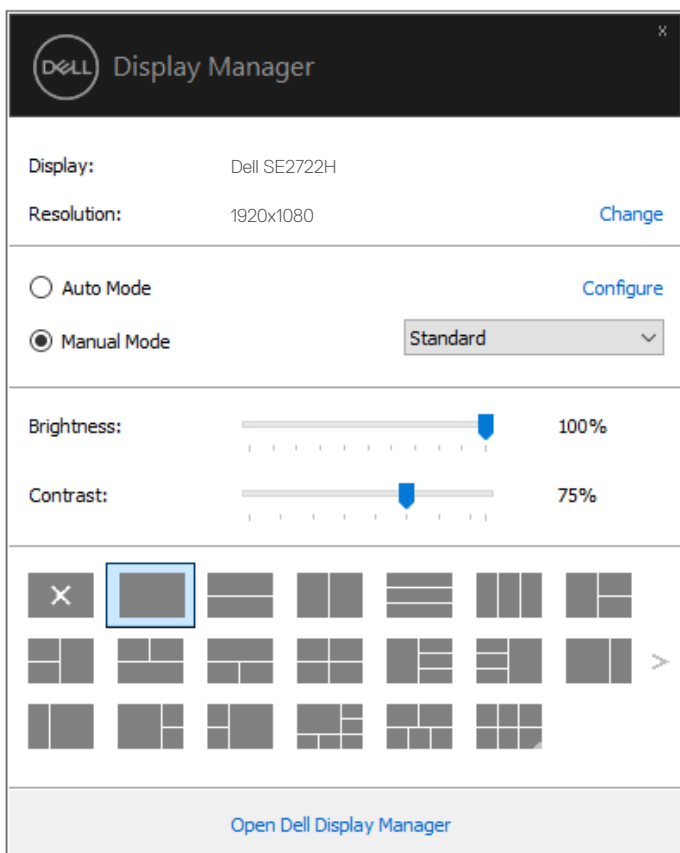 DELL Display Manager
Display: Dell SE2722H
Resolution: 1920x1080 Change
Auto Mode Configure
Manual Mode Standard
Brightness: 100%
Contrast: 75%
Open Dell Display Manager